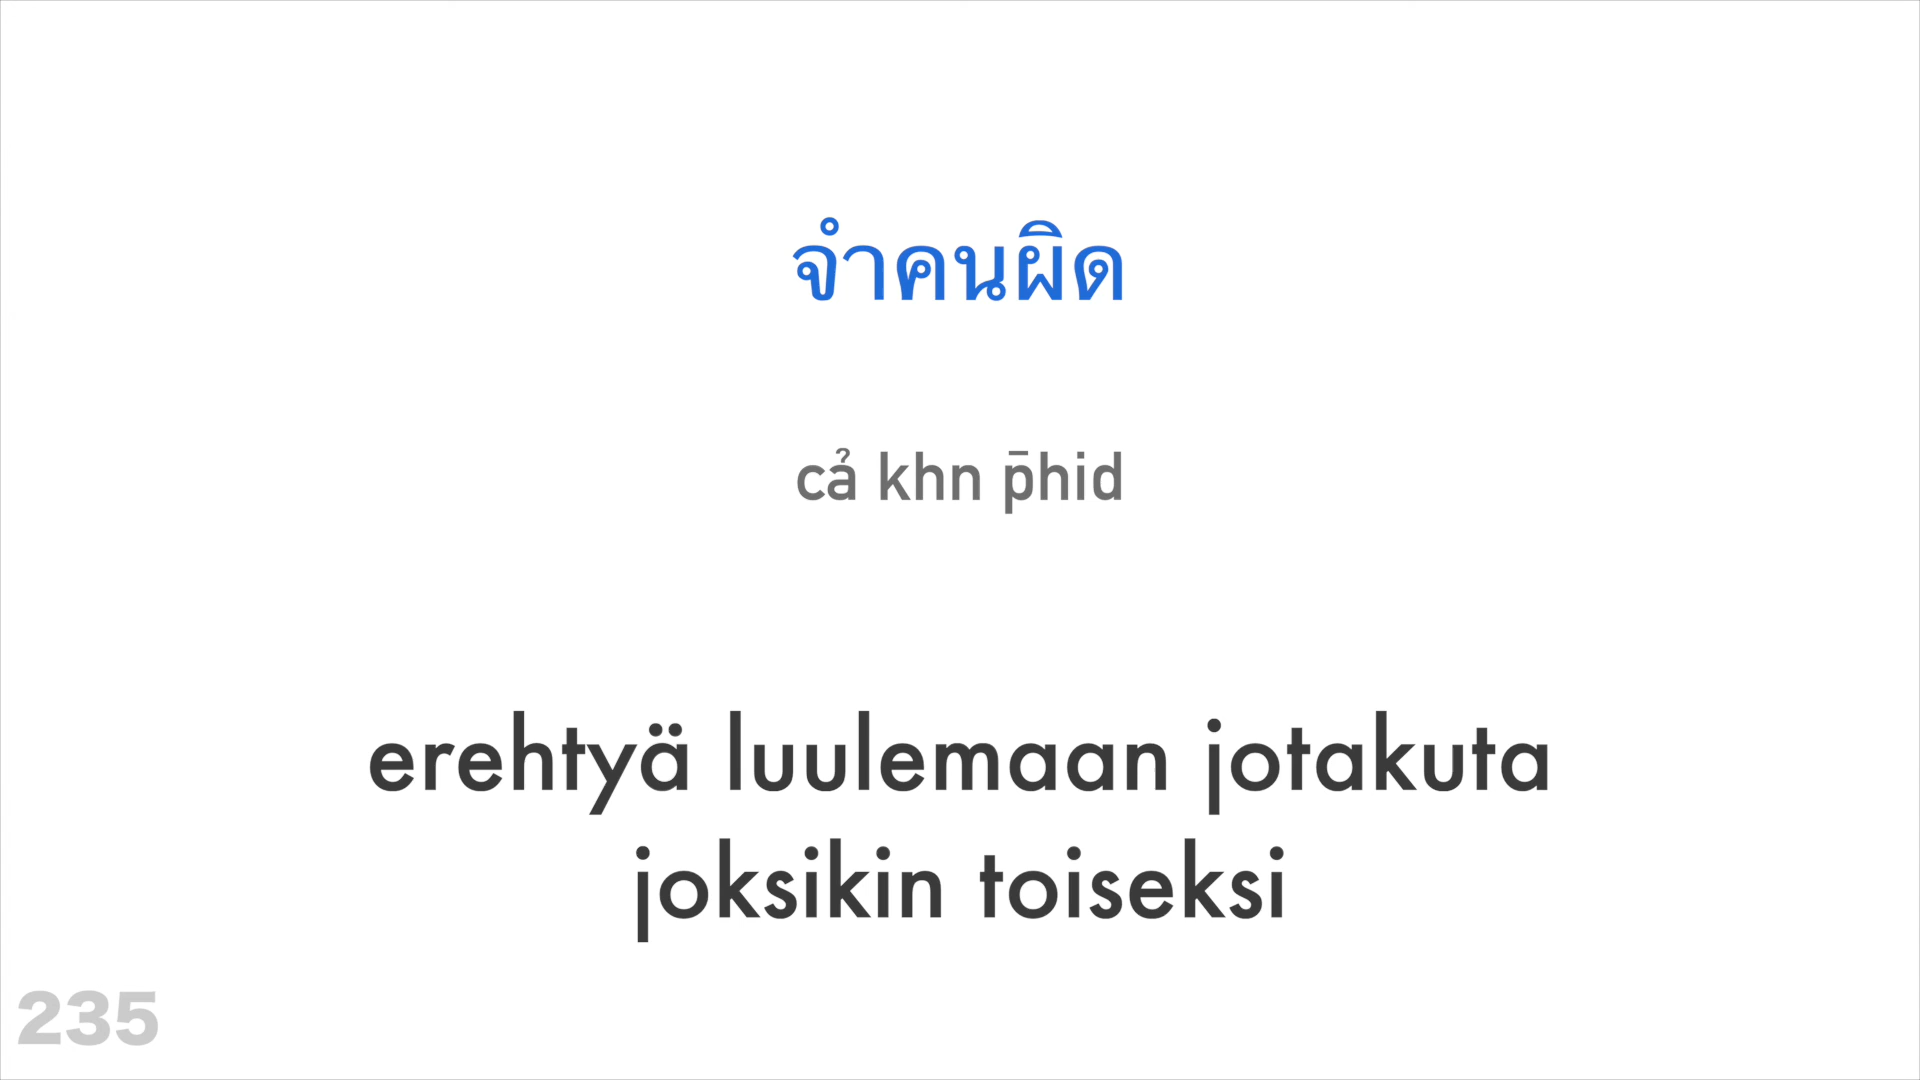 จำคนผิด
cả khn p̄hid
erehtyä luulemaan jotakuta
joksikin toiseksi
235